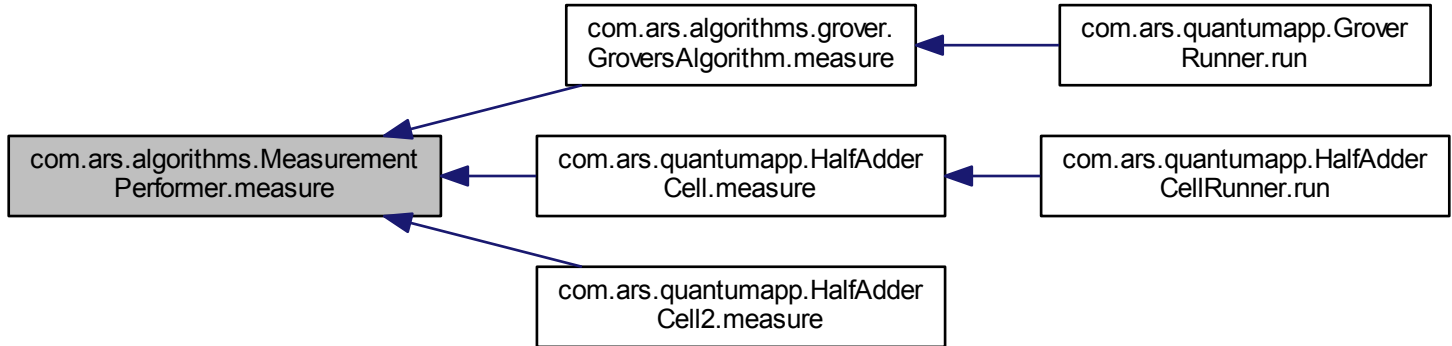 com.ars.algorithms.grover.
GroversAlgorithm.measure
com.ars.quantumapp.Grover
Runner.run
com.ars.algorithms.Measurement
Performer.measure
com.ars.quantumapp.HalfAdder
Cell.measure
com.ars.quantumapp.HalfAdder
CellRunner.run
com.ars.quantumapp.HalfAdder
Cell2.measure